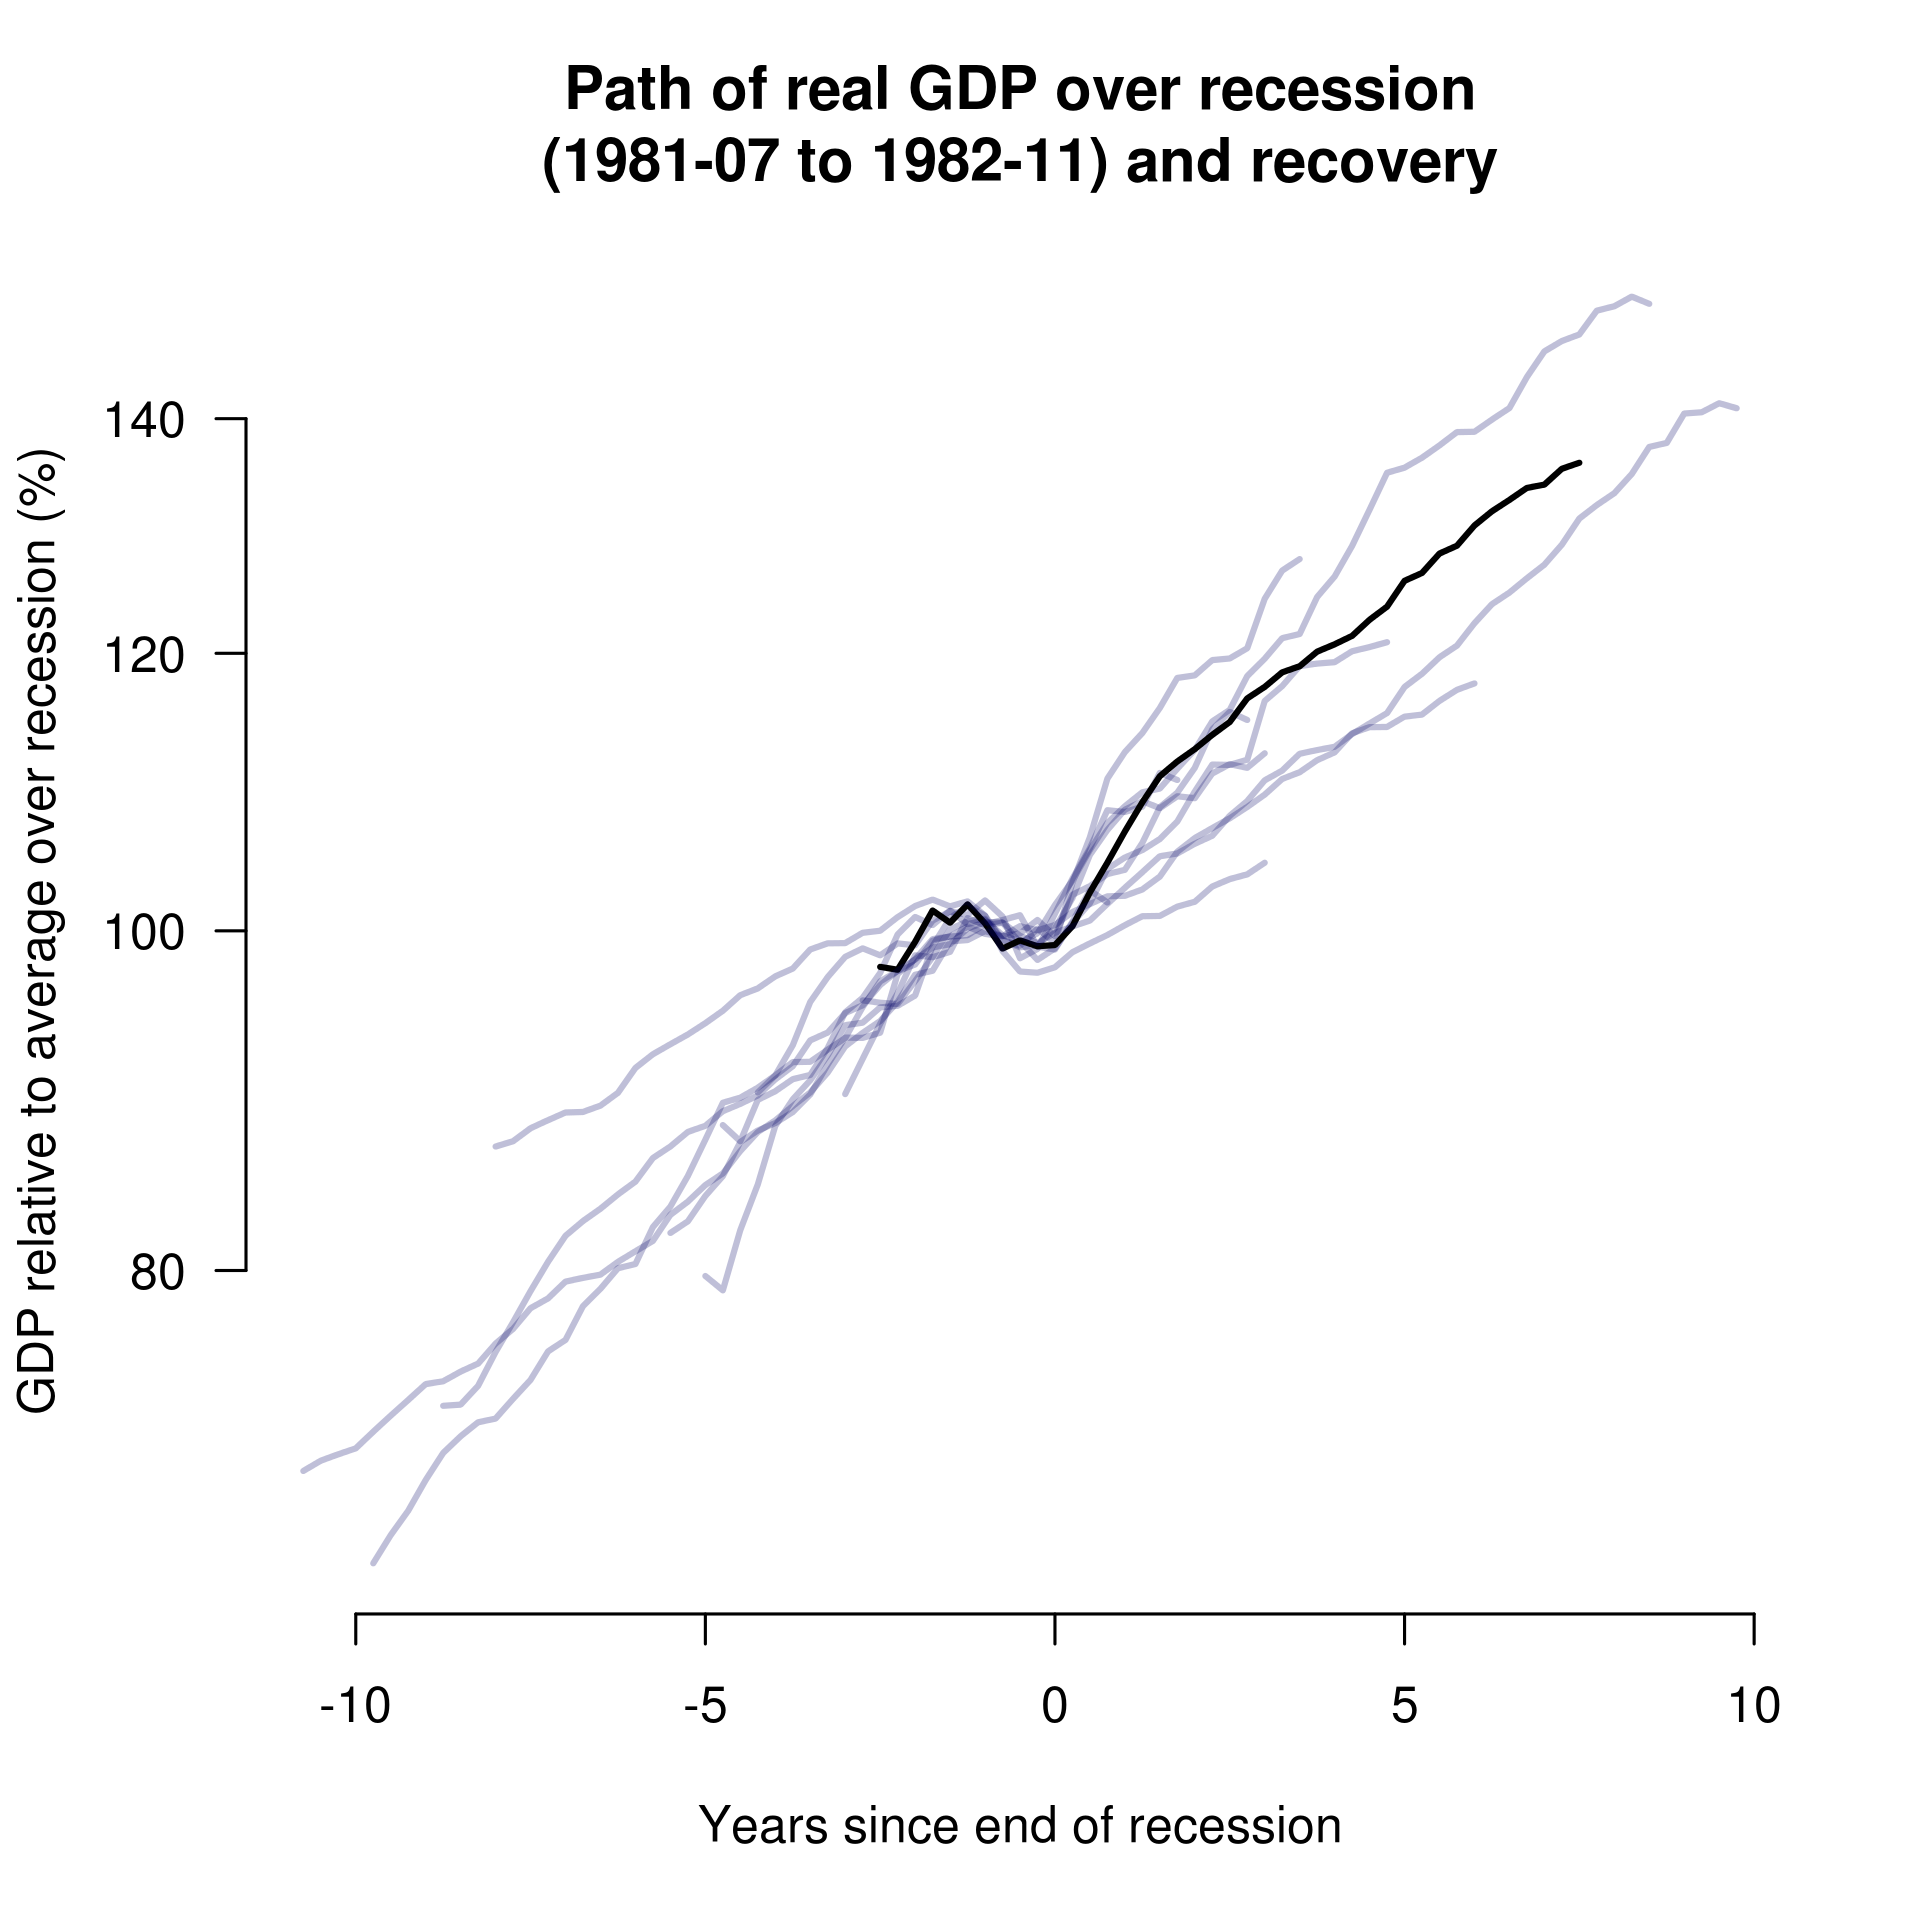 Path of real GDP over recession
(1981-07 to 1982-11) and recovery
GDP relative to average over recession (%)
140
120
100
80
-10
-5
0
5
10
Years since end of recession